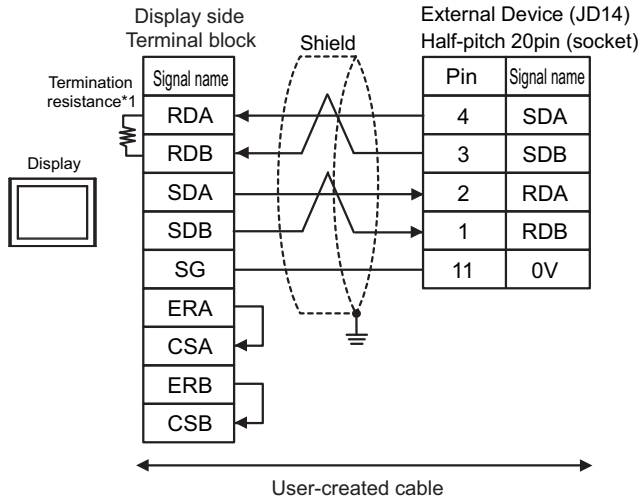 Display side
Terminal block
Shield
External Device (JD14)
Half-pitch 20pin (socket)
Termination
resistance*1
Display
Signal name
RDA
RDB
SDA
SDB
SG
ERA
CSA
ERB
CSB
Pin Signal name
4 SDA
3 SDB
2 RDA
1 RDB
11 0V
User-created cable